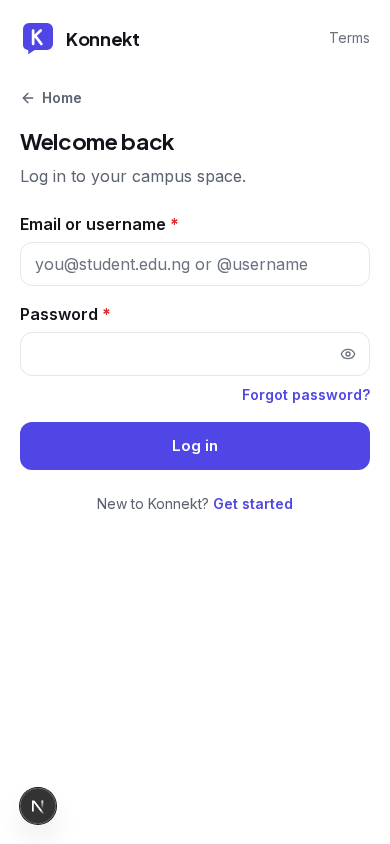 Konnekt
Terms
Home
Welcome back
Log in to your campus space.
Email or username *
you@student.edu.ng or @username
Password *
Forgot password?
Log in
New to Konnekt? Get started
N